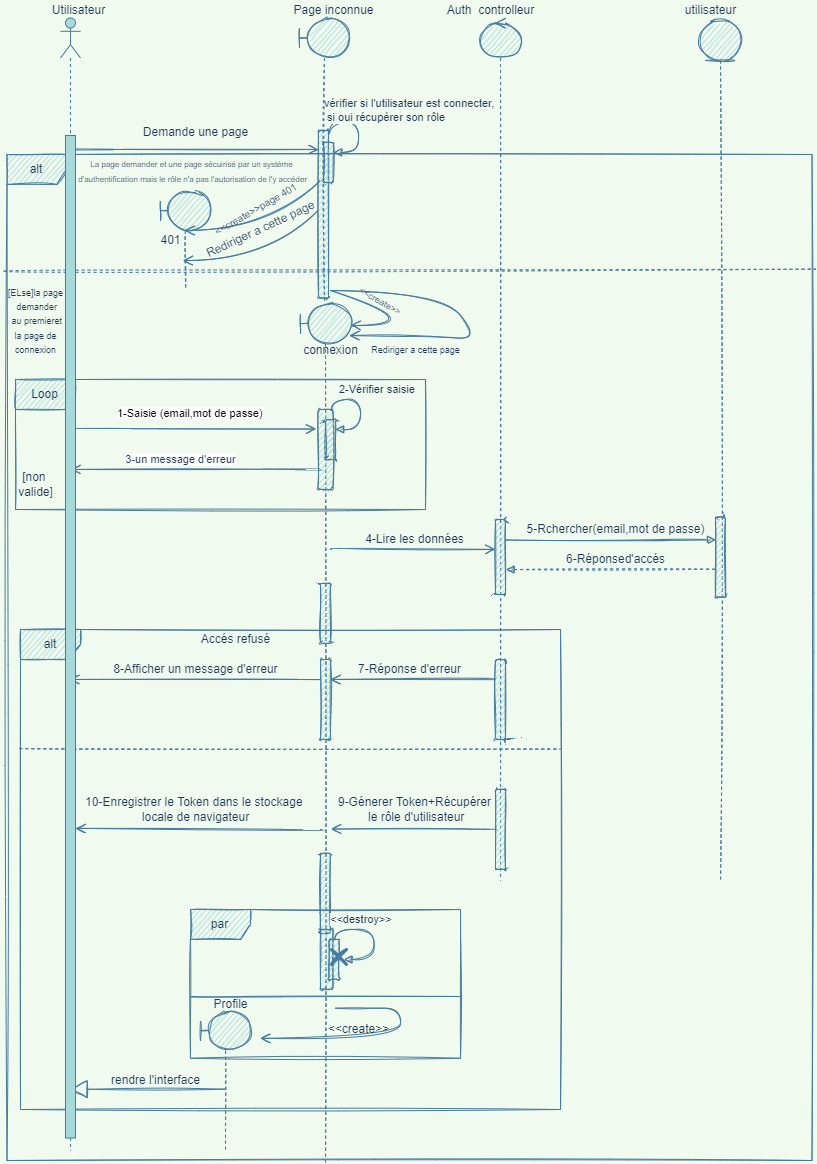 Utilisateur
Page inconnue
Auth controlleur
utilisateur
vérifier si l'utilisateur est connecter,
si oui récupérer son rôle
Demande une page
alt
La page demander et une page sécuirisé par un système
d'authentification mais le rôle n'a pas l'autorisation de l'y accéder
<<create>>page 401
Rediriger a cette page
401
[ELse]la page
demander
au premieret
la page de
connexion
<<create>>
connexion
Rediriger a cette page
Loop
2-Vérifier saisie
1-Saisie (email,mot de passe)
3-un message d'erreur
[non
valide]
4-Lire les données
5-Rchercher(email,mot de passe)
6-Réponsed'accés
alt
Accés refusé
8-Afficher un message d'erreur
7-Réponse d'erreur
10-Enregistrer le Token dans le stockage
locale de navigateur
9-Génerer Token+Récupérer
le rôle d'utilisateur
par
<<destroy>>
Profile
<<create>>
rendre l'interface